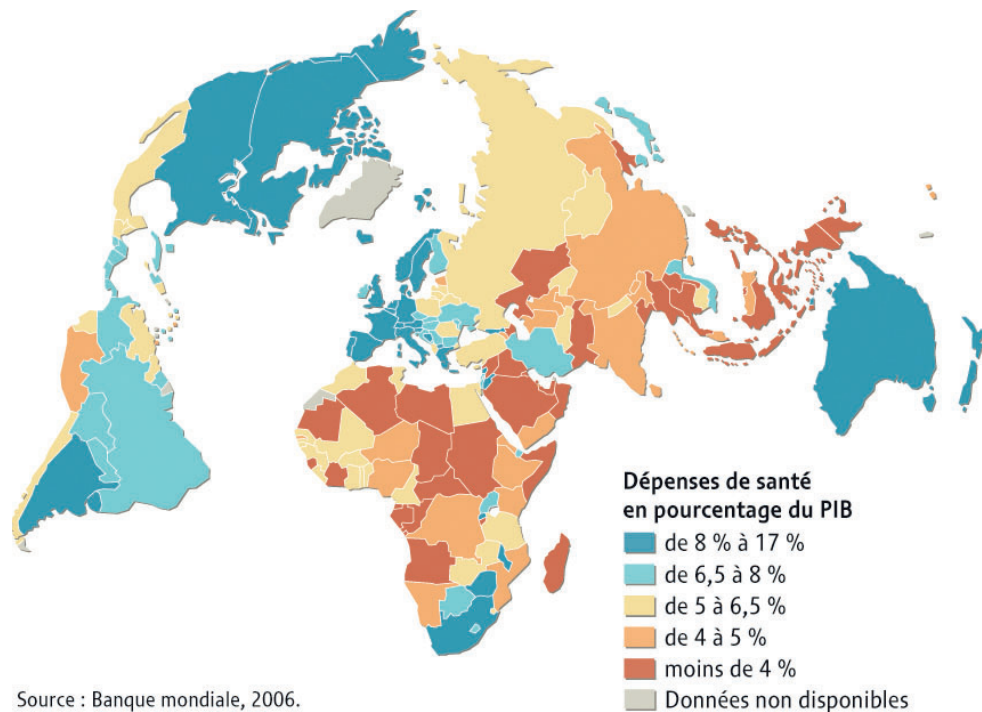 Dépenses de santé
en pourcentage du PIB
de 8 % à 17 %
de 6,5 à 8 %
de 5 à 6,5 %
de 4 à 5 %
moins de 4 %
Données non disponibles
Source : Banque mondiale, 2006.